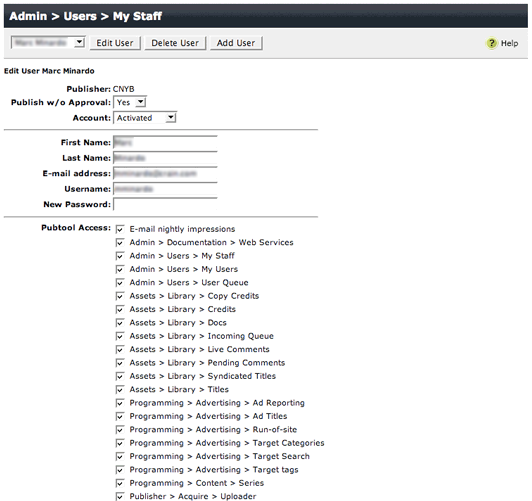 Admin > Users > My Staff
Edit User Delete User Add User ? Help
Edit User Marc Minardo
Publisher: CNYB
Publish w/o Approval: Yes
Account: Activated
First Name:
Last Name:
E-mail address:
Username:
New Password:
Pubtool Access: E-mail nightly impressions
Admin > Documentation > Web Services
Admin > Users > My Staff
Admin > Users > My Users
Admin > Users > User Queue
Assets > Library > Copy Credits
Assets > Library > Credits
Assets > Library > Docs
Assets > Library > Incoming Queue
Assets > Library > Live Comments
Assets > Library > Pending Comments
Assets > Library > Syndicated Titles
Assets > Library > Titles
Programming > Advertising > Ad Reporting
Programming > Advertising > Ad Titles
Programming > Advertising > Run-of-site
Programming > Advertising > Target Categories
Programming > Advertising > Target Search
Programming > Advertising > Target tags
Programming > Content > Series
Publisher > Acquire > Uploader